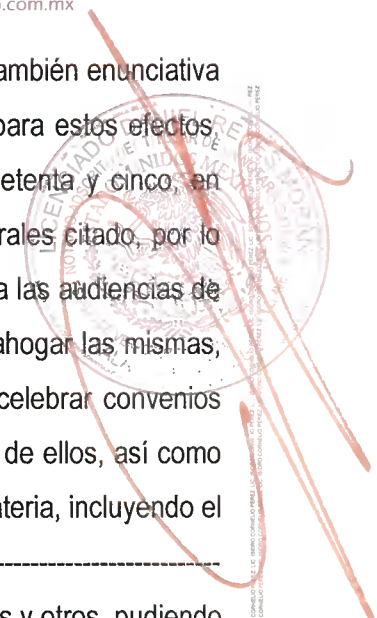 .com.mx
ambién enunciativa
para estos efectos,
etenta y cinco, en
rales citado, por lo
a las audiencias de
ahogar las mismas,
celebrar convenios
de ellos, así como
ateria, incluyendo el
s y otros, pudiendo